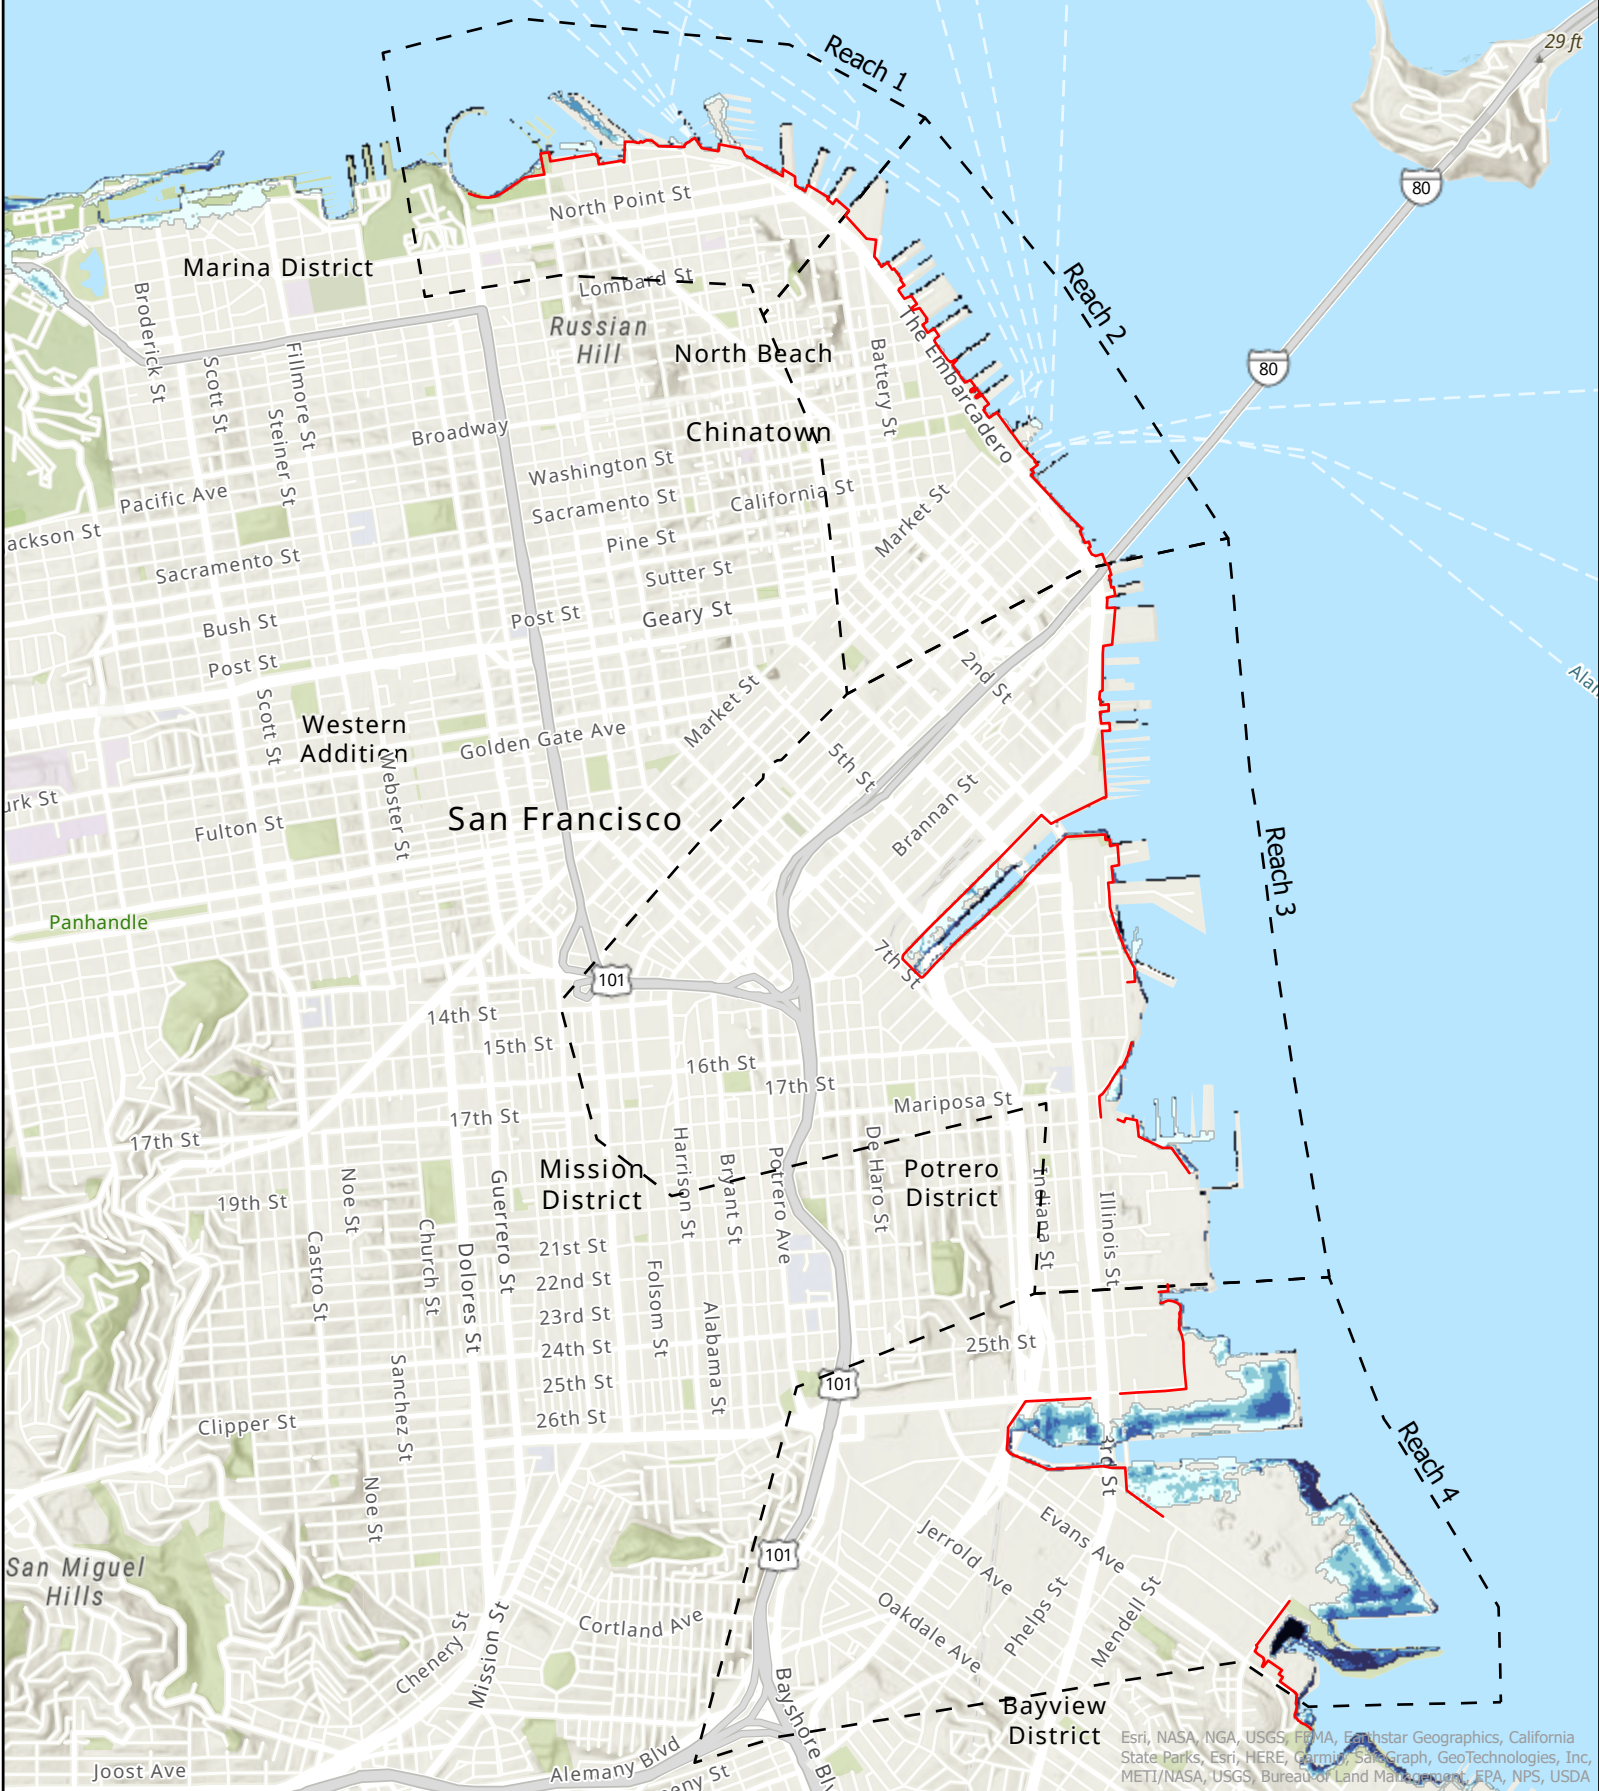 Reach 1
29 ft
80
North Point St
Marina District
Lombard St
Reach 2
Broderick St
Russian
Hill
Scott St
Fillmore St
North Beach
Battery St
The Embarcadero
80
Steiner St
Broadway
Chinatown
Washington St
Pacific Ave
Sacramento St
California St
Market St
ackson St
Pine St
Sacramento St
Sutter St
Bush St
Post St
Geary St
Post St
2nd St
Alan
Scott St
Western
Addition
Market St
Golden Gate Ave
5th St
Webster St
Brannan St
urk St
Fulton St
San Francisco
Reach 3
Panhandle
7th St
101
14th St
15th St
16th St
17th St
Mariposa St
17th St
17th St
Mission
District
Harrison St
Bryant St
Potrero Ave
De Haro St
Potrero
District
Indiana St
Illinois St
19th St
Noe St
Guerrero St
Castro St
Church St
Dolores St
21st St
22nd St
23rd St
24th St
25th St
26th St
Folsom St
Alabama St
25th St
101
Sanchez St
Clipper St
Reach 4
3rd St
Noe St
Evans Ave
Jerrold Ave
101
San Miguel
Hills
Phelps St
Mendell St
Oakdale Ave
Cortland Ave
Chenery St
Mission St
Bayshore Blv
Bayview
District
Alemany Blvd
eny St
Joost Ave
Esri, NASA, NGA, USGS, FEMA, Earthstar Geographics, California
State Parks, Esri, HERE, Garmin, SafeGraph, GeoTechnologies, Inc,
METI/NASA, USGS, Bureau of Land Management, EPA, NPS, USDA